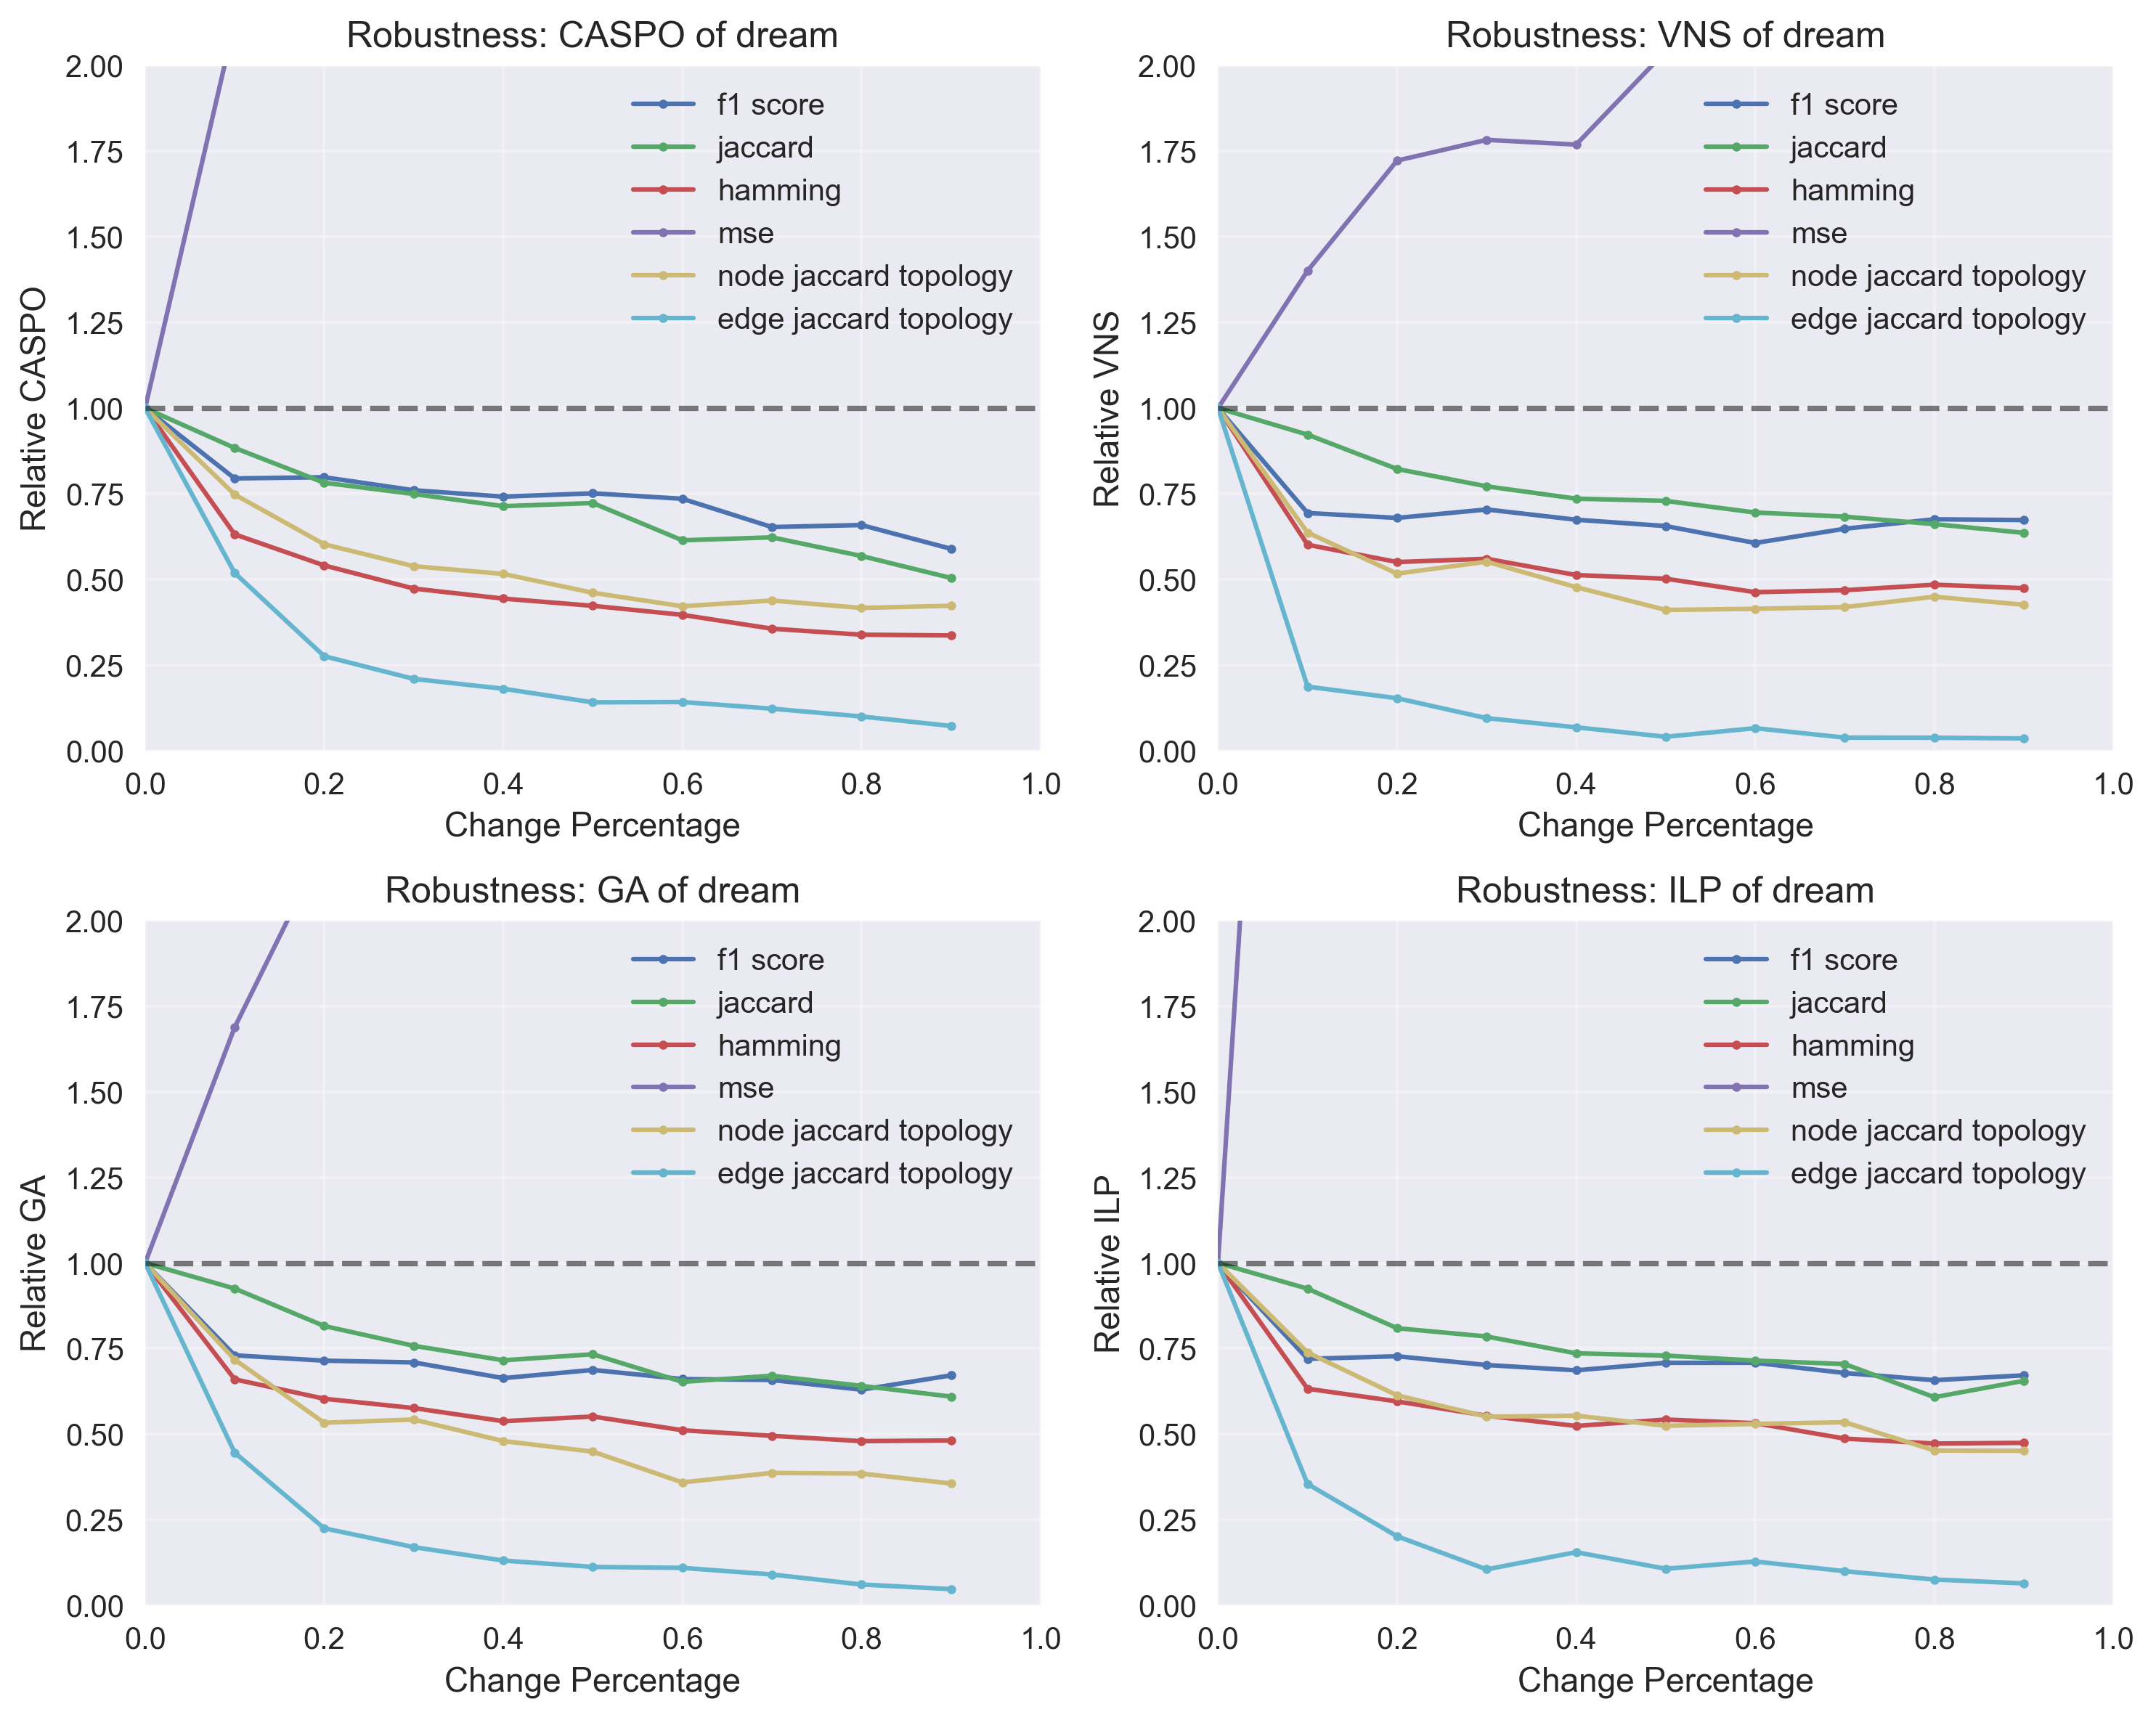 Robustness: CASPO of dream
2.00
1.75
1.50
1.25
1.00
0.75
0.50
0.25
0.00
Relative CASPO
f1 score
jaccard
hamming
mse
node jaccard topology
edge jaccard topology
0.0 0.2 0.4 0.6 0.8 1.0
Change Percentage
Robustness: VNS of dream
2.00
1.75
1.50
1.25
1.00
0.75
0.50
0.25
0.00
Relative VNS
f1 score
jaccard
hamming
mse
node jaccard topology
edge jaccard topology
0.0 0.2 0.4 0.6 0.8 1.0
Change Percentage
Robustness: GA of dream
2.00
1.75
1.50
1.25
1.00
0.75
0.50
0.25
0.00
Relative GA
f1 score
jaccard
hamming
mse
node jaccard topology
edge jaccard topology
0.0 0.2 0.4 0.6 0.8 1.0
Change Percentage
Robustness: ILP of dream
2.00
1.75
1.50
1.25
1.00
0.75
0.50
0.25
0.00
Relative ILP
f1 score
jaccard
hamming
mse
node jaccard topology
edge jaccard topology
0.0 0.2 0.4 0.6 0.8 1.0
Change Percentage